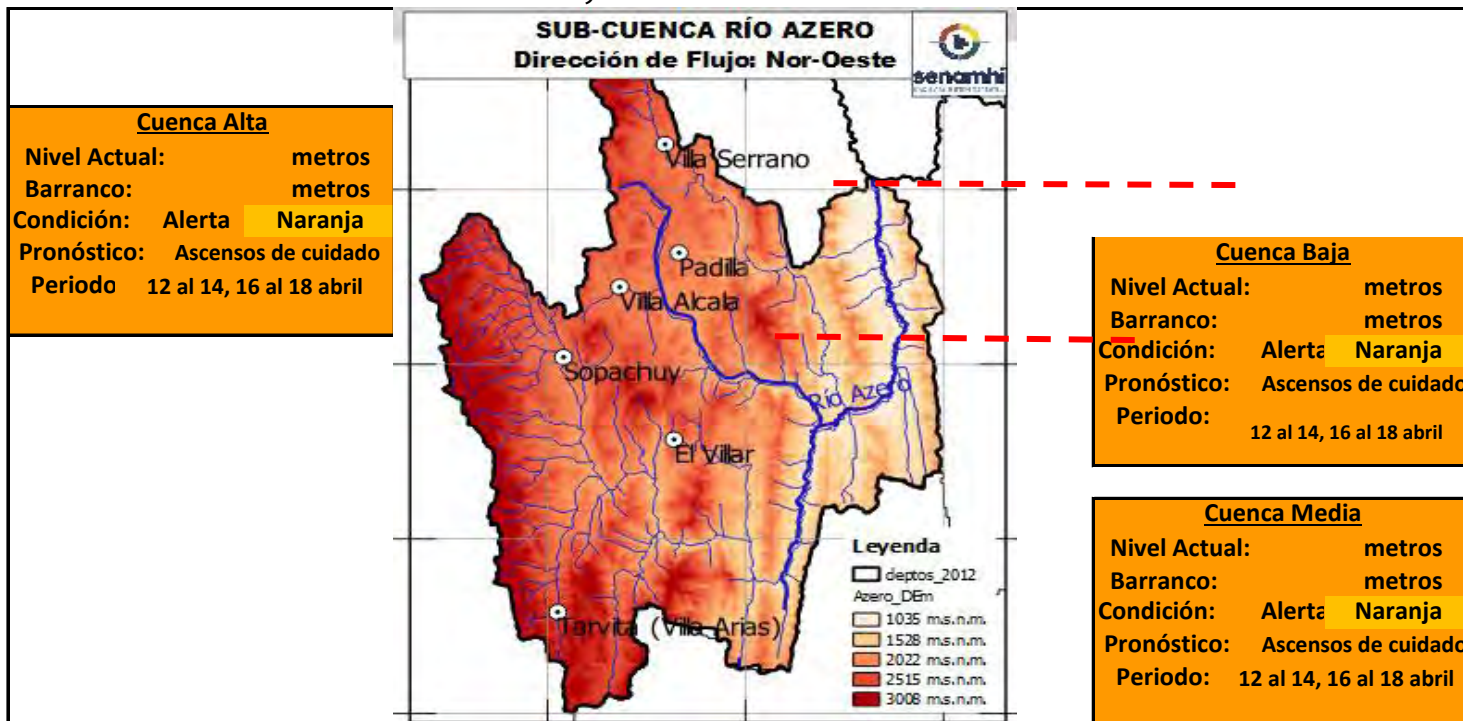 SUB-CUENCA RÍO AZERO
Dirección de Flujo: Nor-Oeste
senamhi
Cuenca Alta
Nivel Actual: metros
Barranco: metros
Condición: Alerta Naranja
Pronóstico: Ascensos de cuidado
Periodo 12 al 14, 16 al 18 abril
Villa Serrano
Padilla
Villa Alcala
Sopachuy
Río Azero
El Villar
Tarvita (Villa Arias)
Leyenda
deptos_2012
Azero_DEm
1035 m.s.n.m.
1528 m.s.n.m.
2022 m.s.n.m.
2515 m.s.n.m.
3008 m.s.n.m.
Cuenca Baja
Nivel Actual: metros
Barranco: metros
Condición: Alerta Naranja
Pronóstico: Ascensos de cuidado
Periodo:
12 al 14, 16 al 18 abril
Cuenca Media
Nivel Actual: metros
Barranco: metros
Condición: Alerta Naranja
Pronóstico: Ascensos de cuidado
Periodo: 12 al 14, 16 al 18 abril